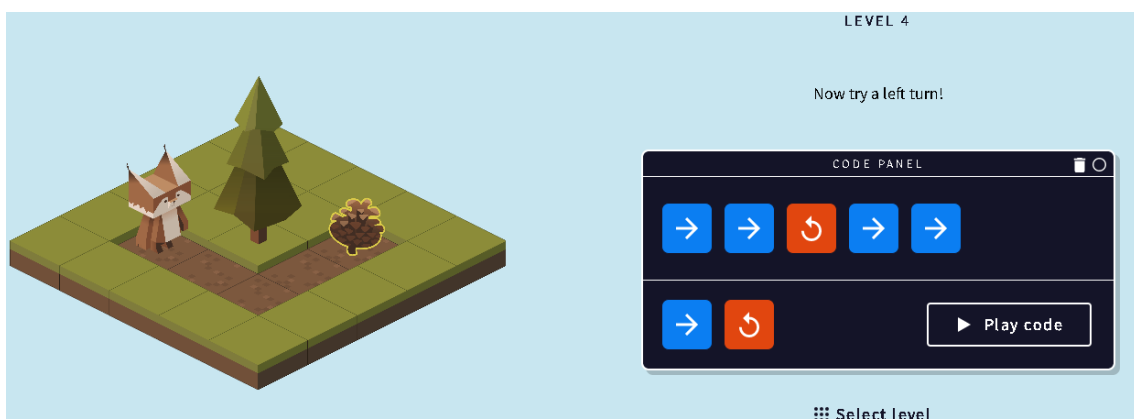 LEVEL 4
Now try a left turn!
CODE PANEL
Play code
Select level